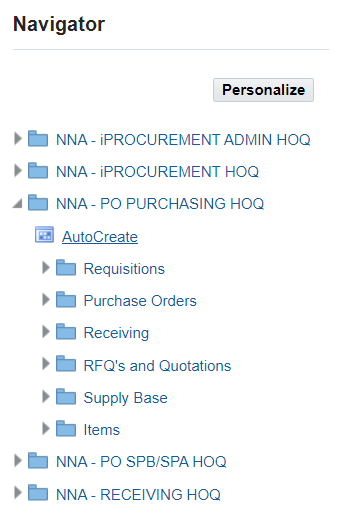 Navigator
Personalize
NNA - iPROCUREMENT ADMIN HOQ
NNA - iPROCUREMENT HOQ
NNA - PO PURCHASING HOQ
AutoCreate
Requisitions
Purchase Orders
Receiving
RFQ's and Quotations
Supply Base
Items
NNA - PO SPB/SPA HOQ
NNA - RECEIVING HOQ